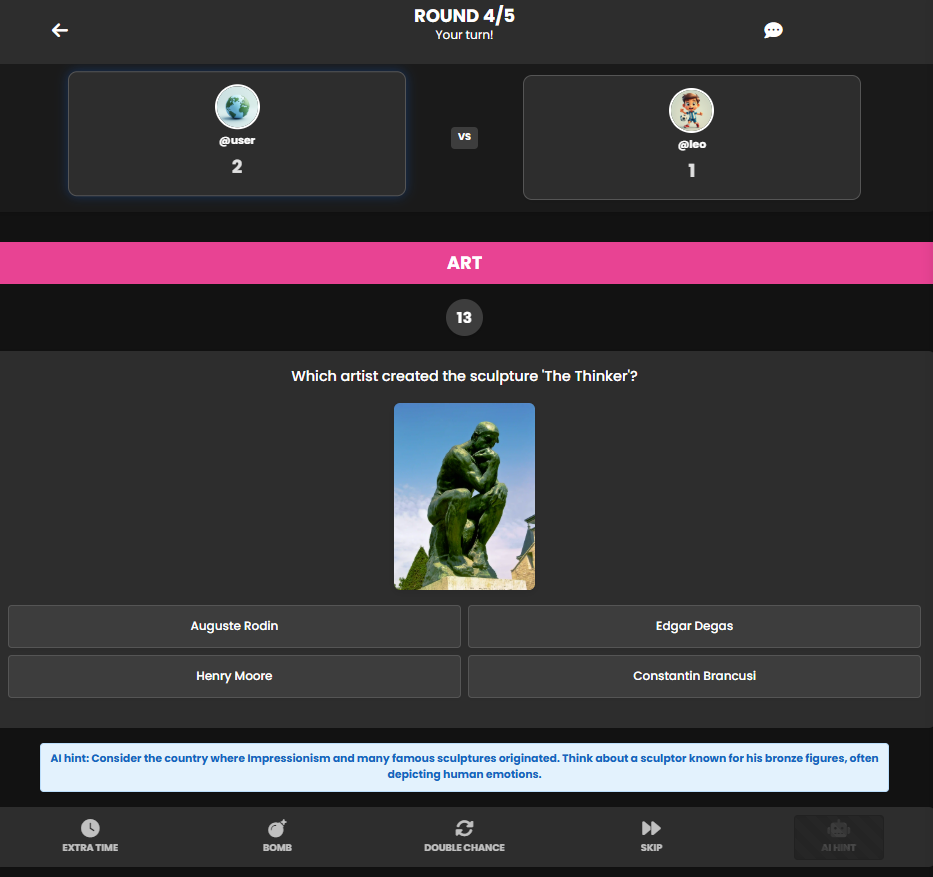 ROUND 4/5
Your turn!
@user
2
VS
@leo
1
ART
13
Which artist created the sculpture 'The Thinker'?
Auguste Rodin
Edgar Degas
Henry Moore
Constantin Brancusi
AI hint: Consider the country where Impressionism and many famous sculptures originated. Think about a sculptor known for his bronze figures, often
depicting human emotions.
EXTRA TIME
BOMB
DOUBLE CHANCE
SKIP
AI HINT